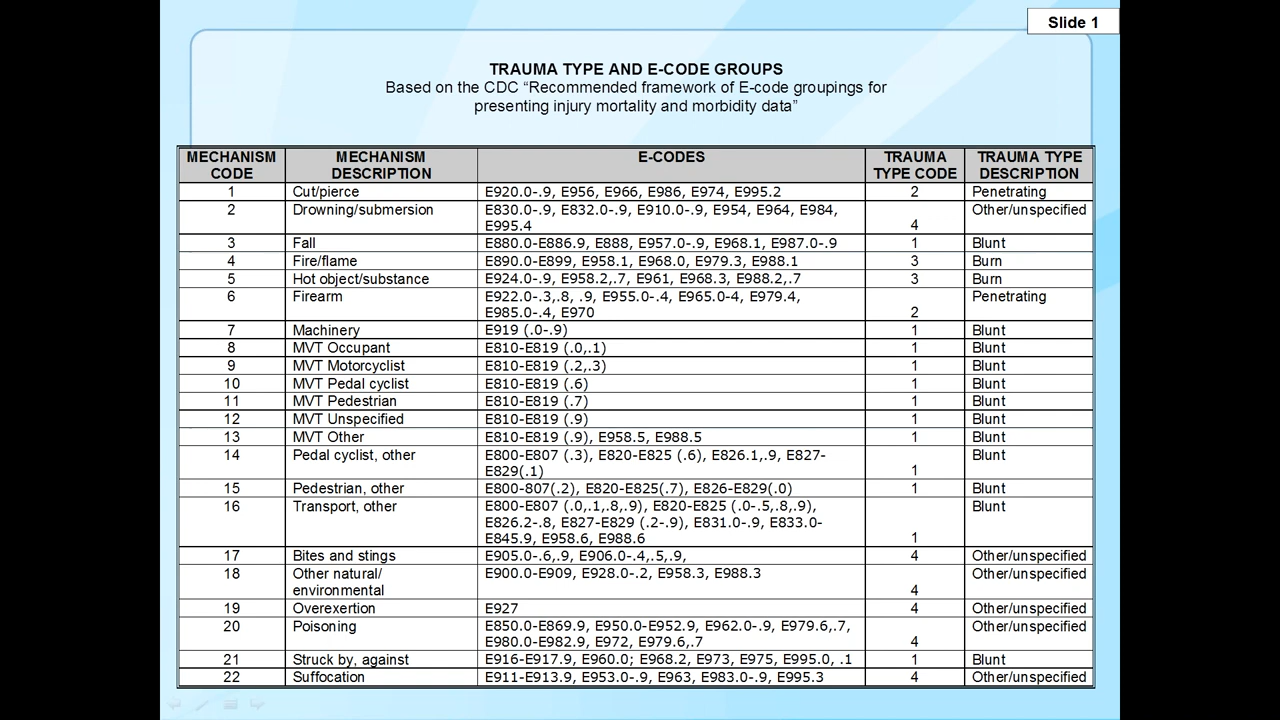 Slide 1
TRAUMA TYPE AND E-CODE GROUPS
Based on the CDC “Recommended framework of E-code groupings for
presenting injury mortality and morbidity data”
MECHANISM CODE MECHANISM DESCRIPTION E-CODES TRAUMA TYPE CODE TRAUMA TYPE DESCRIPTION
1 Cut/pierce E920.0-.9, E956, E966, E986, E974, E995.2 2 Penetrating
2 Drowning/submersion E830.0-.9, E832.0-.9, E910.0-.9, E954, E964, E984, Other/unspecified
E995.4 4
3 Fall E880.0-E886.9, E888, E957.0-.9, E968.1, E987.0-.9 1 Blunt
4 Fire/flame E890.0-E899, E958.1, E968.0, E979.3, E988.1 3 Burn
5 Hot object/substance E924.0-.9, E958.2,.7, E961, E968.3, E988.2,.7 3 Burn
6 Firearm E922.0-.3,.8, .9, E955.0-.4, E965.0-4, E979.4, Penetrating
E985.0-.4, E970 2
7 Machinery E919 (.0-.9) 1 Blunt
8 MVT Occupant E810-E819 (.0,.1) 1 Blunt
9 MVT Motorcyclist E810-E819 (.2,.3) 1 Blunt
10 MVT Pedal cyclist E810-E819 (.6) 1 Blunt
11 MVT Pedestrian E810-E819 (.7) 1 Blunt
12 MVT Unspecified E810-E819 (.9) 1 Blunt
13 MVT Other E810-E819 (.9), E958.5, E988.5 1 Blunt
14 Pedal cyclist, other E800-E807 (.3), E820-E825 (.6), E826.1,.9, E827- Blunt
E829(.1) 1
15 Pedestrian, other E800-807(.2), E820-E825(.7), E826-E829(.0) 1 Blunt
16 Transport, other E800-E807 (.0,.1,.8,.9), E820-E825 (.0-.5,.8,.9), Blunt
E826.2-.8, E827-E829 (.2-.9), E831.0-.9, E833.0-
E845.9, E958.6, E988.6 1
17 Bites and stings E905.0-.6,.9, E906.0-.4,.5,.9, 4 Other/unspecified
18 Other natural/ E900.0-E909, E928.0-.2, E958.3, E988.3 Other/unspecified
environmental 4
19 Overexertion E927 4 Other/unspecified
20 Poisoning E850.0-E869.9, E950.0-E952.9, E962.0-.9, E979.6,.7, Other/unspecified
E980.0-E982.9, E972, E979.6,.7 4
21 Struck by, against E916-E917.9, E960.0; E968.2, E973, E975, E995.0, .1 1 Blunt
22 Suffocation E911-E913.9, E953.0-.9, E963, E983.0-.9, E995.3 4 Other/unspecified